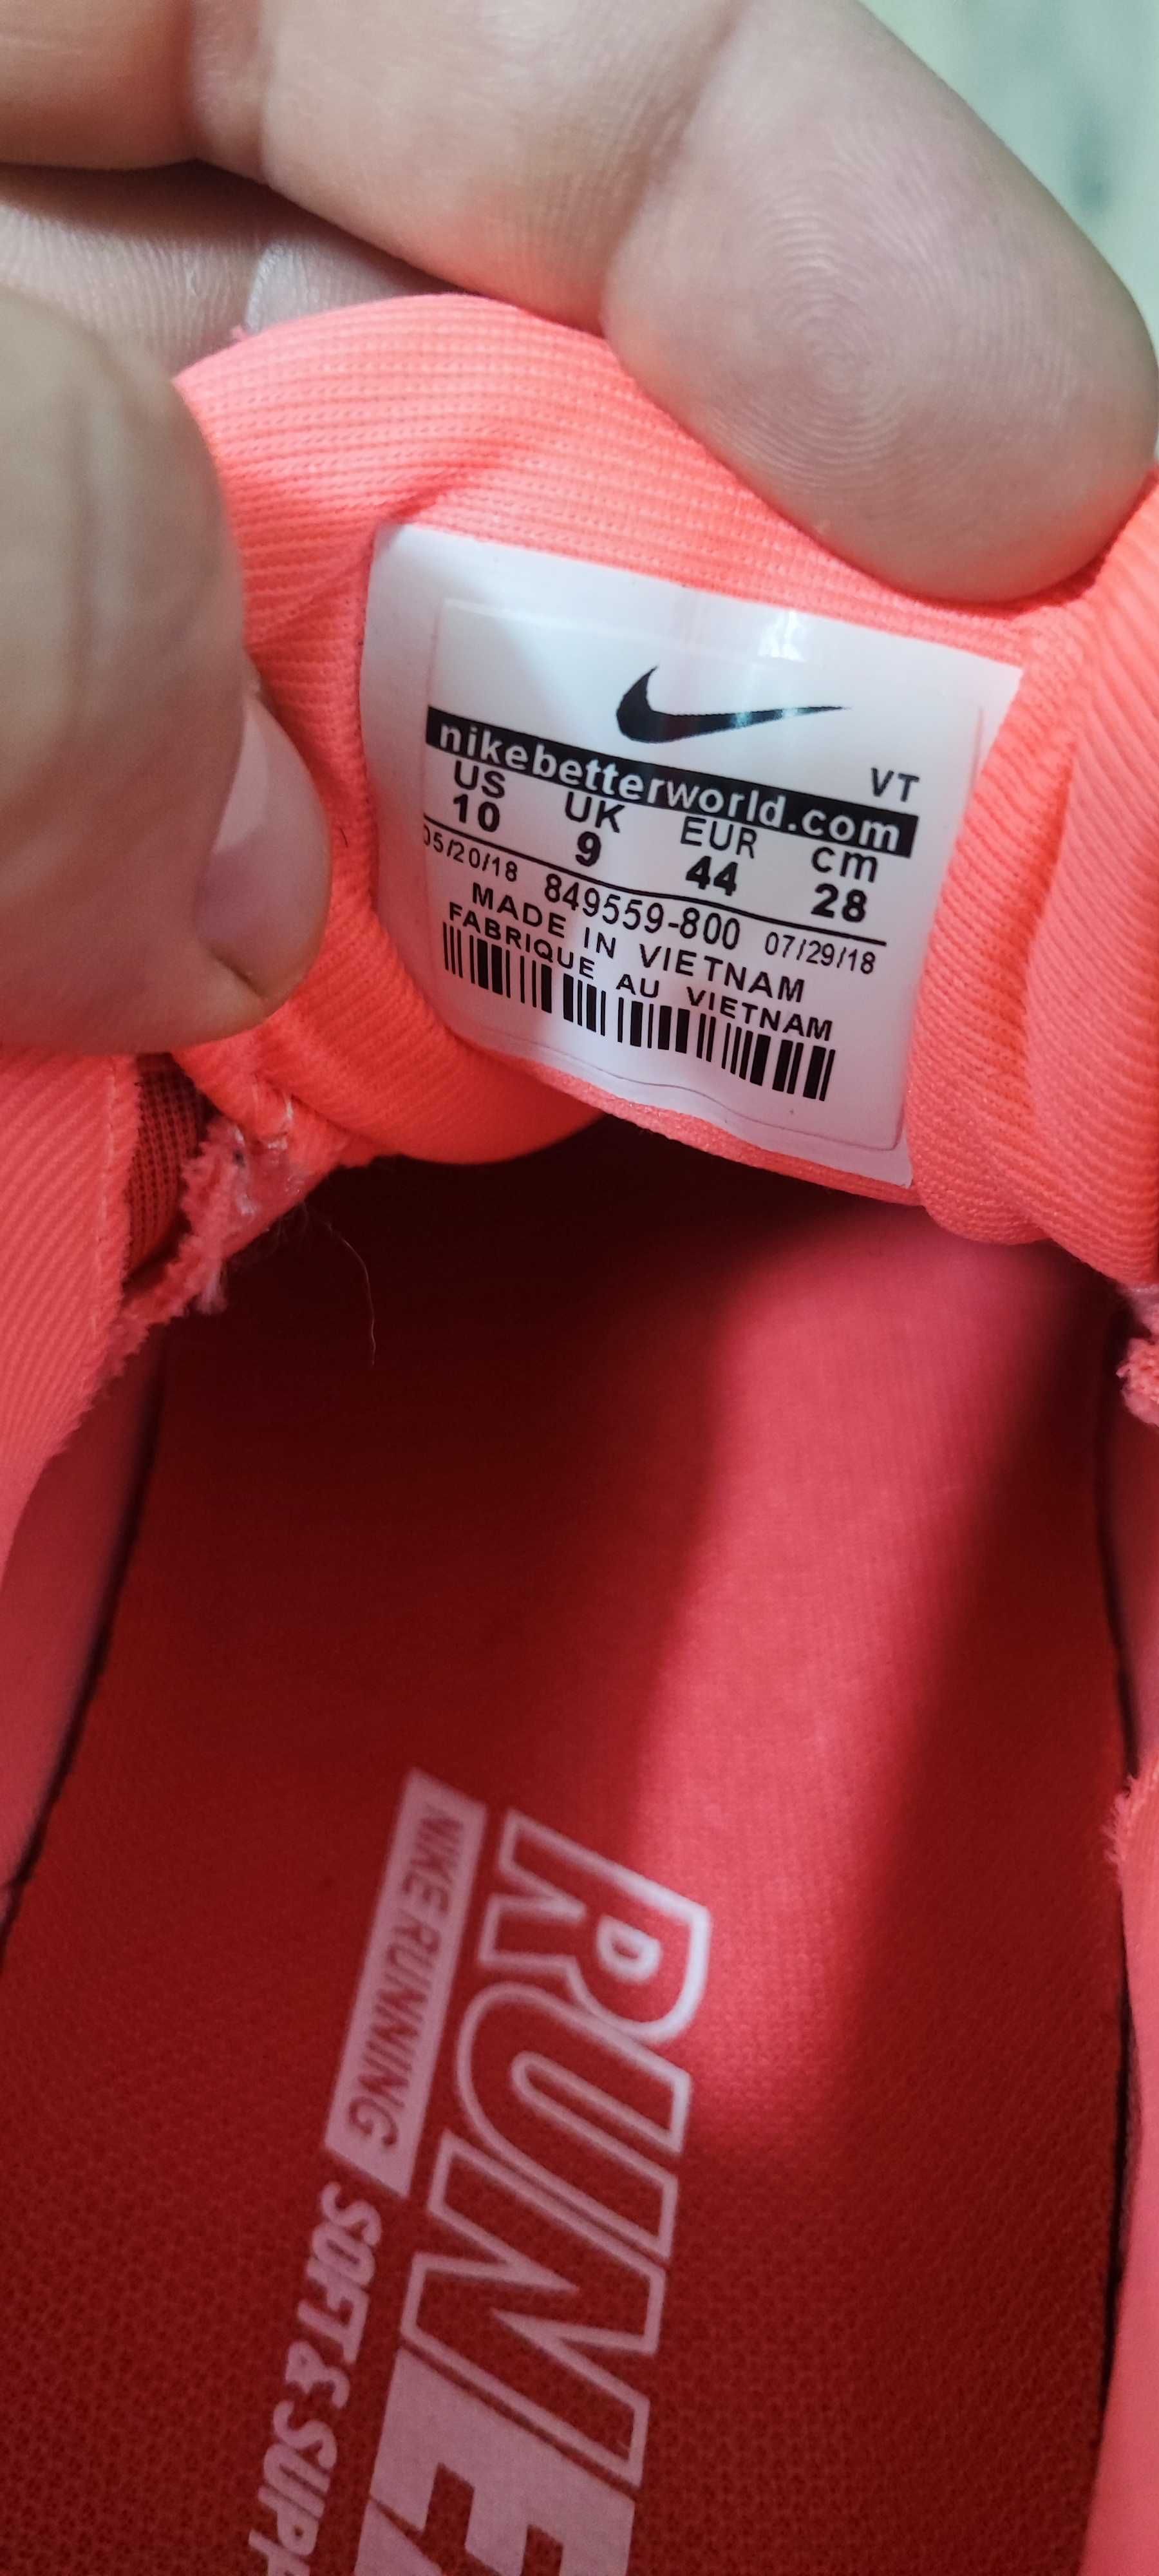 VT
nikebetterworld.com
US UK EUR cm
10 9 44 28
05/20/18 849559-800 07/29/18
MADE IN VIETNAM
FABRIQUE AU VIETNAM
NIKE RUNNING
SOFT &